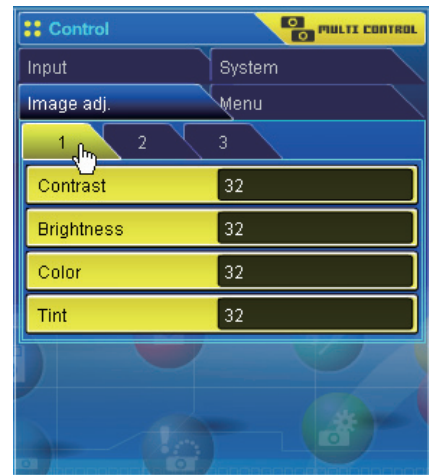 Control MULTI CONTROL
Input System
Image adj. Menu
1 2 3
Contrast 32
Brightness 32
Color 32
Tint 32